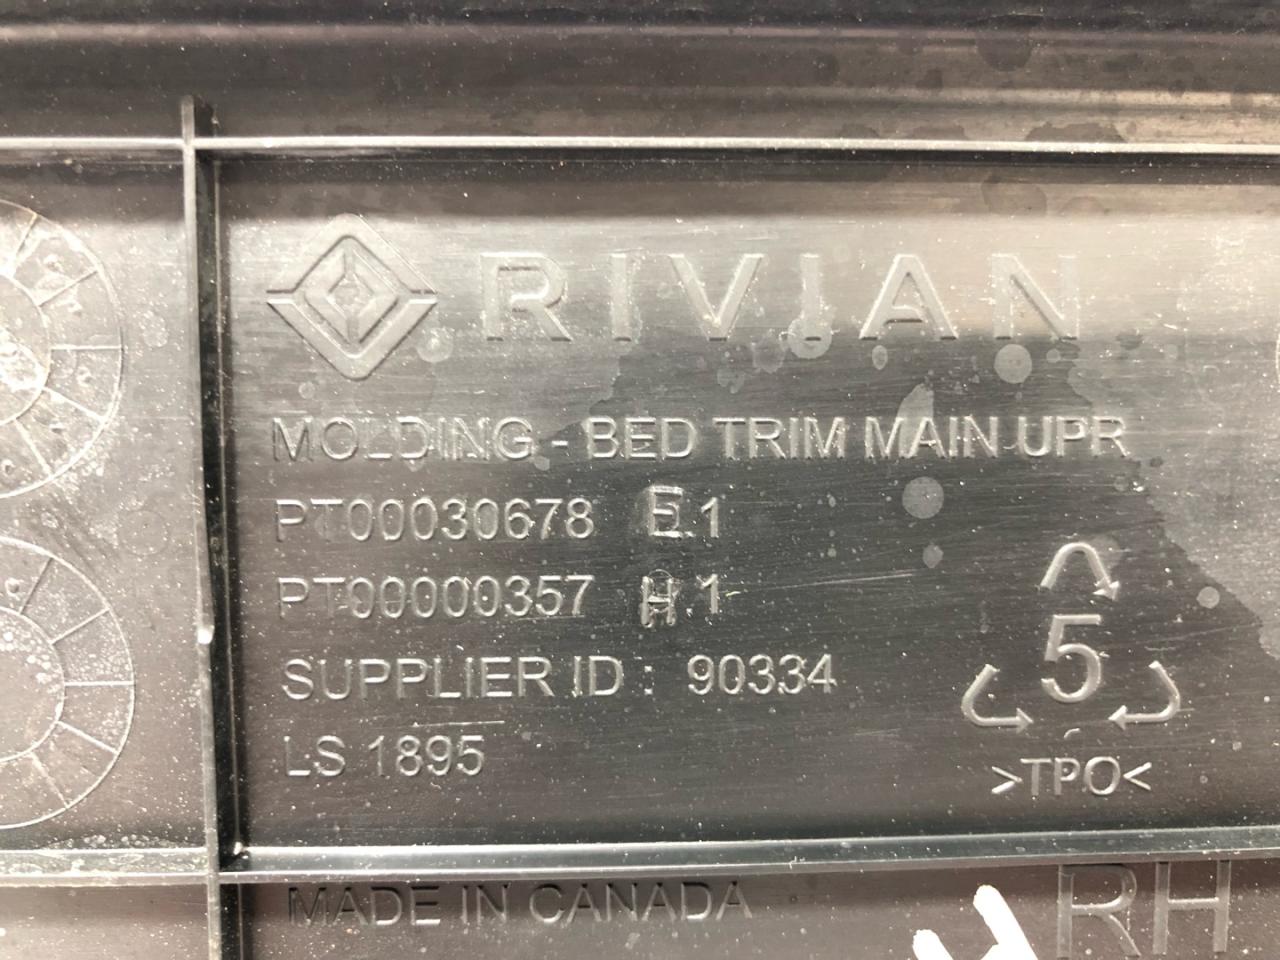 RIVIAN
MOLDING - BED TRIM MAIN UPR
PT00030678 E.1
PT00000357 H.1
SUPPLIER ID : 90334
LS 1895
5
>TPO<
MADE IN CANADA
RH